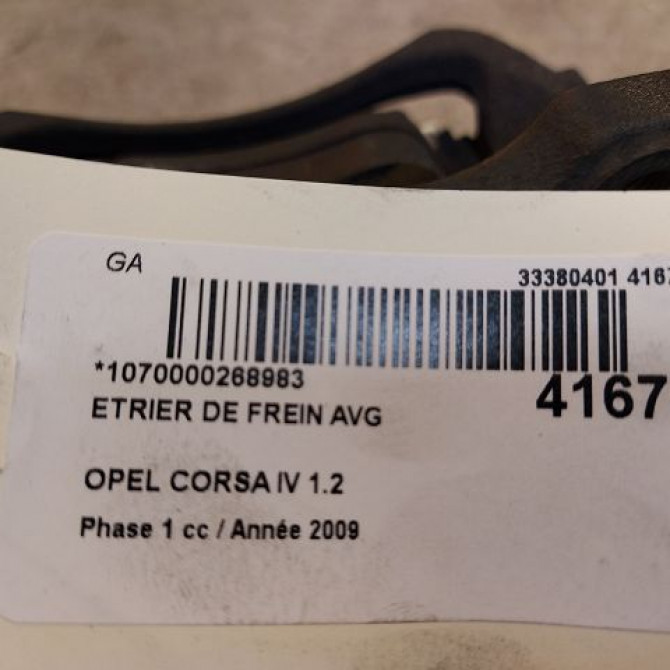 GA
33380401 4167
*1070000268983
4167
ETRIER DE FREIN AVG
OPEL CORSA IV 1.2
Phase 1 cc / Année 2009